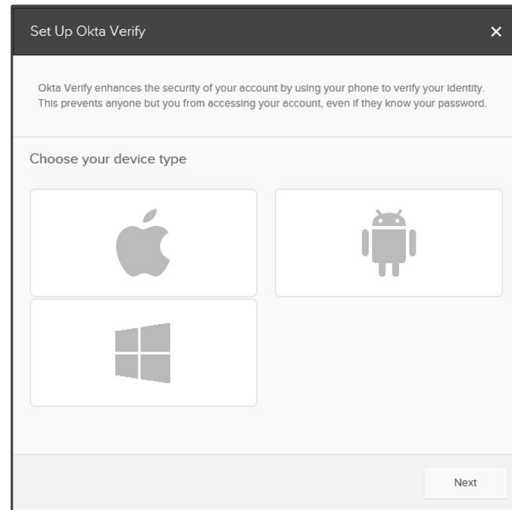 Set Up Okta Verify
Okta Verify enhances the security of your account by using your phone to verify your identity.
This prevents anyone but you from accessing your account, even if they know your password.
Choose your device type
Next